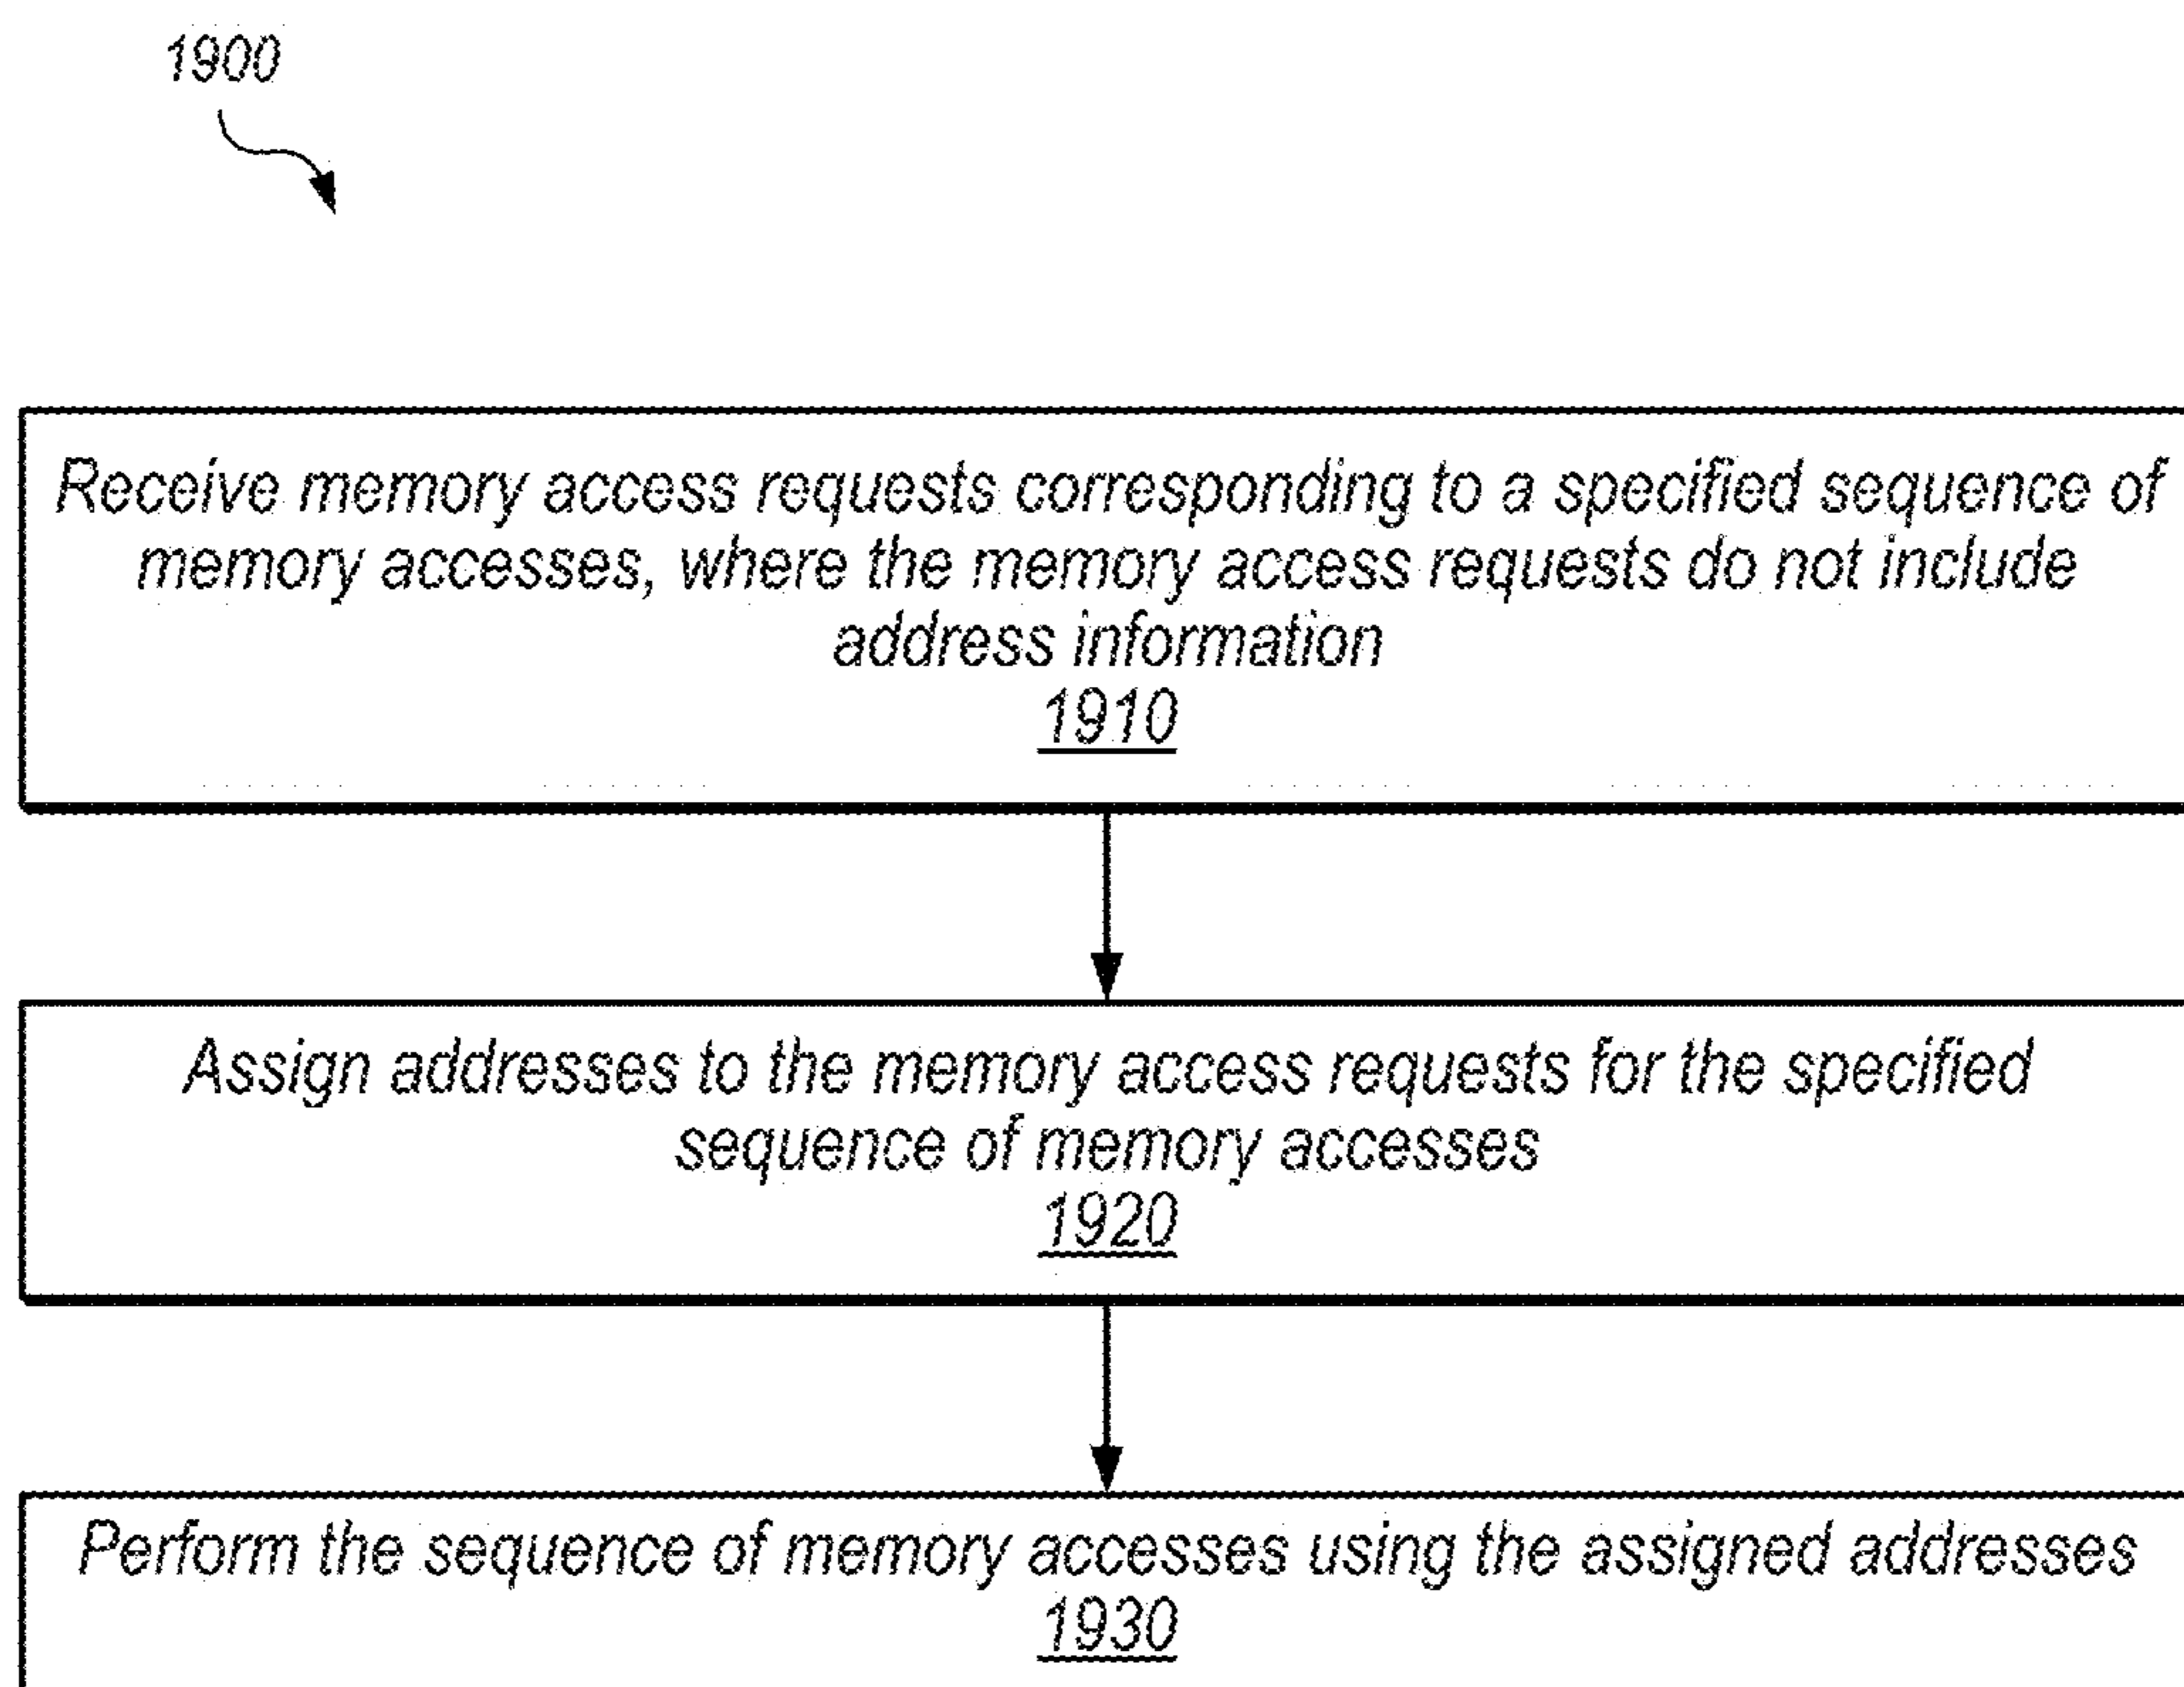 1900
Receive memory access requests corresponding to a specified sequence of
memory accesses, where the memory access requests do not include
address information
1910
Assign addresses to the memory access requests for the specified
sequence of memory accesses
1920
Perform the sequence of memory accesses using the assigned addresses
1930